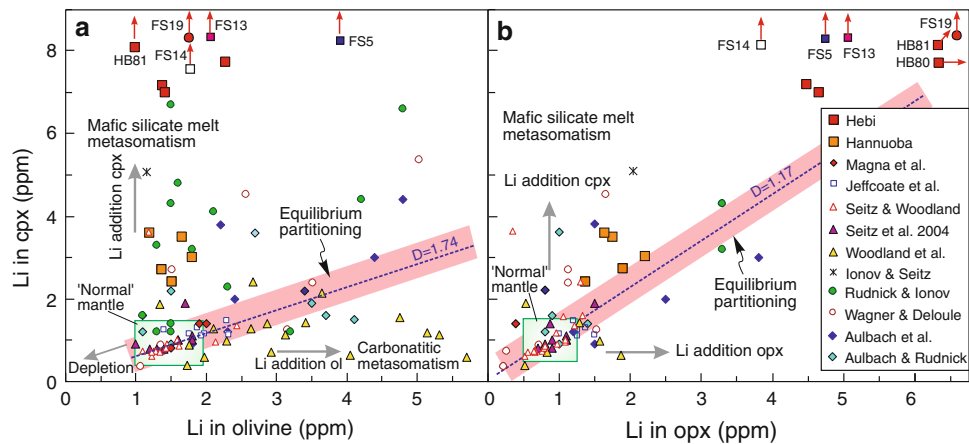 a
FS19
FS13
FS5
HB81
FS14
Mafic silicate melt
metasomatism
Li addition cpx
Equilibrium
partitioning
D=1.74
'Normal'
mantle
Depletion
Li addition ol
Carbonatitic
metasomatism
Li in cpx (ppm)
8
6
4
2
0
0 1 2 3 4 5
Li in olivine (ppm)
b
FS19
FS14
FS5
FS13
HB81
HB80
Mafic silicate melt
metasomatism
Li addition cpx
D=1.17
'Normal'
mantle
Equilibrium
partitioning
Li addition opx
0 1 2 3 4 5 6
Li in opx (ppm)
Hebi
Hannuoba
Magna et al.
Jeffcoate et al.
Seitz & Woodland
Seitz et al. 2004
Woodland et al.
Ionov & Seitz
Rudnick & Ionov
Wagner & Deloule
Aulbach et al.
Aulbach & Rudnick